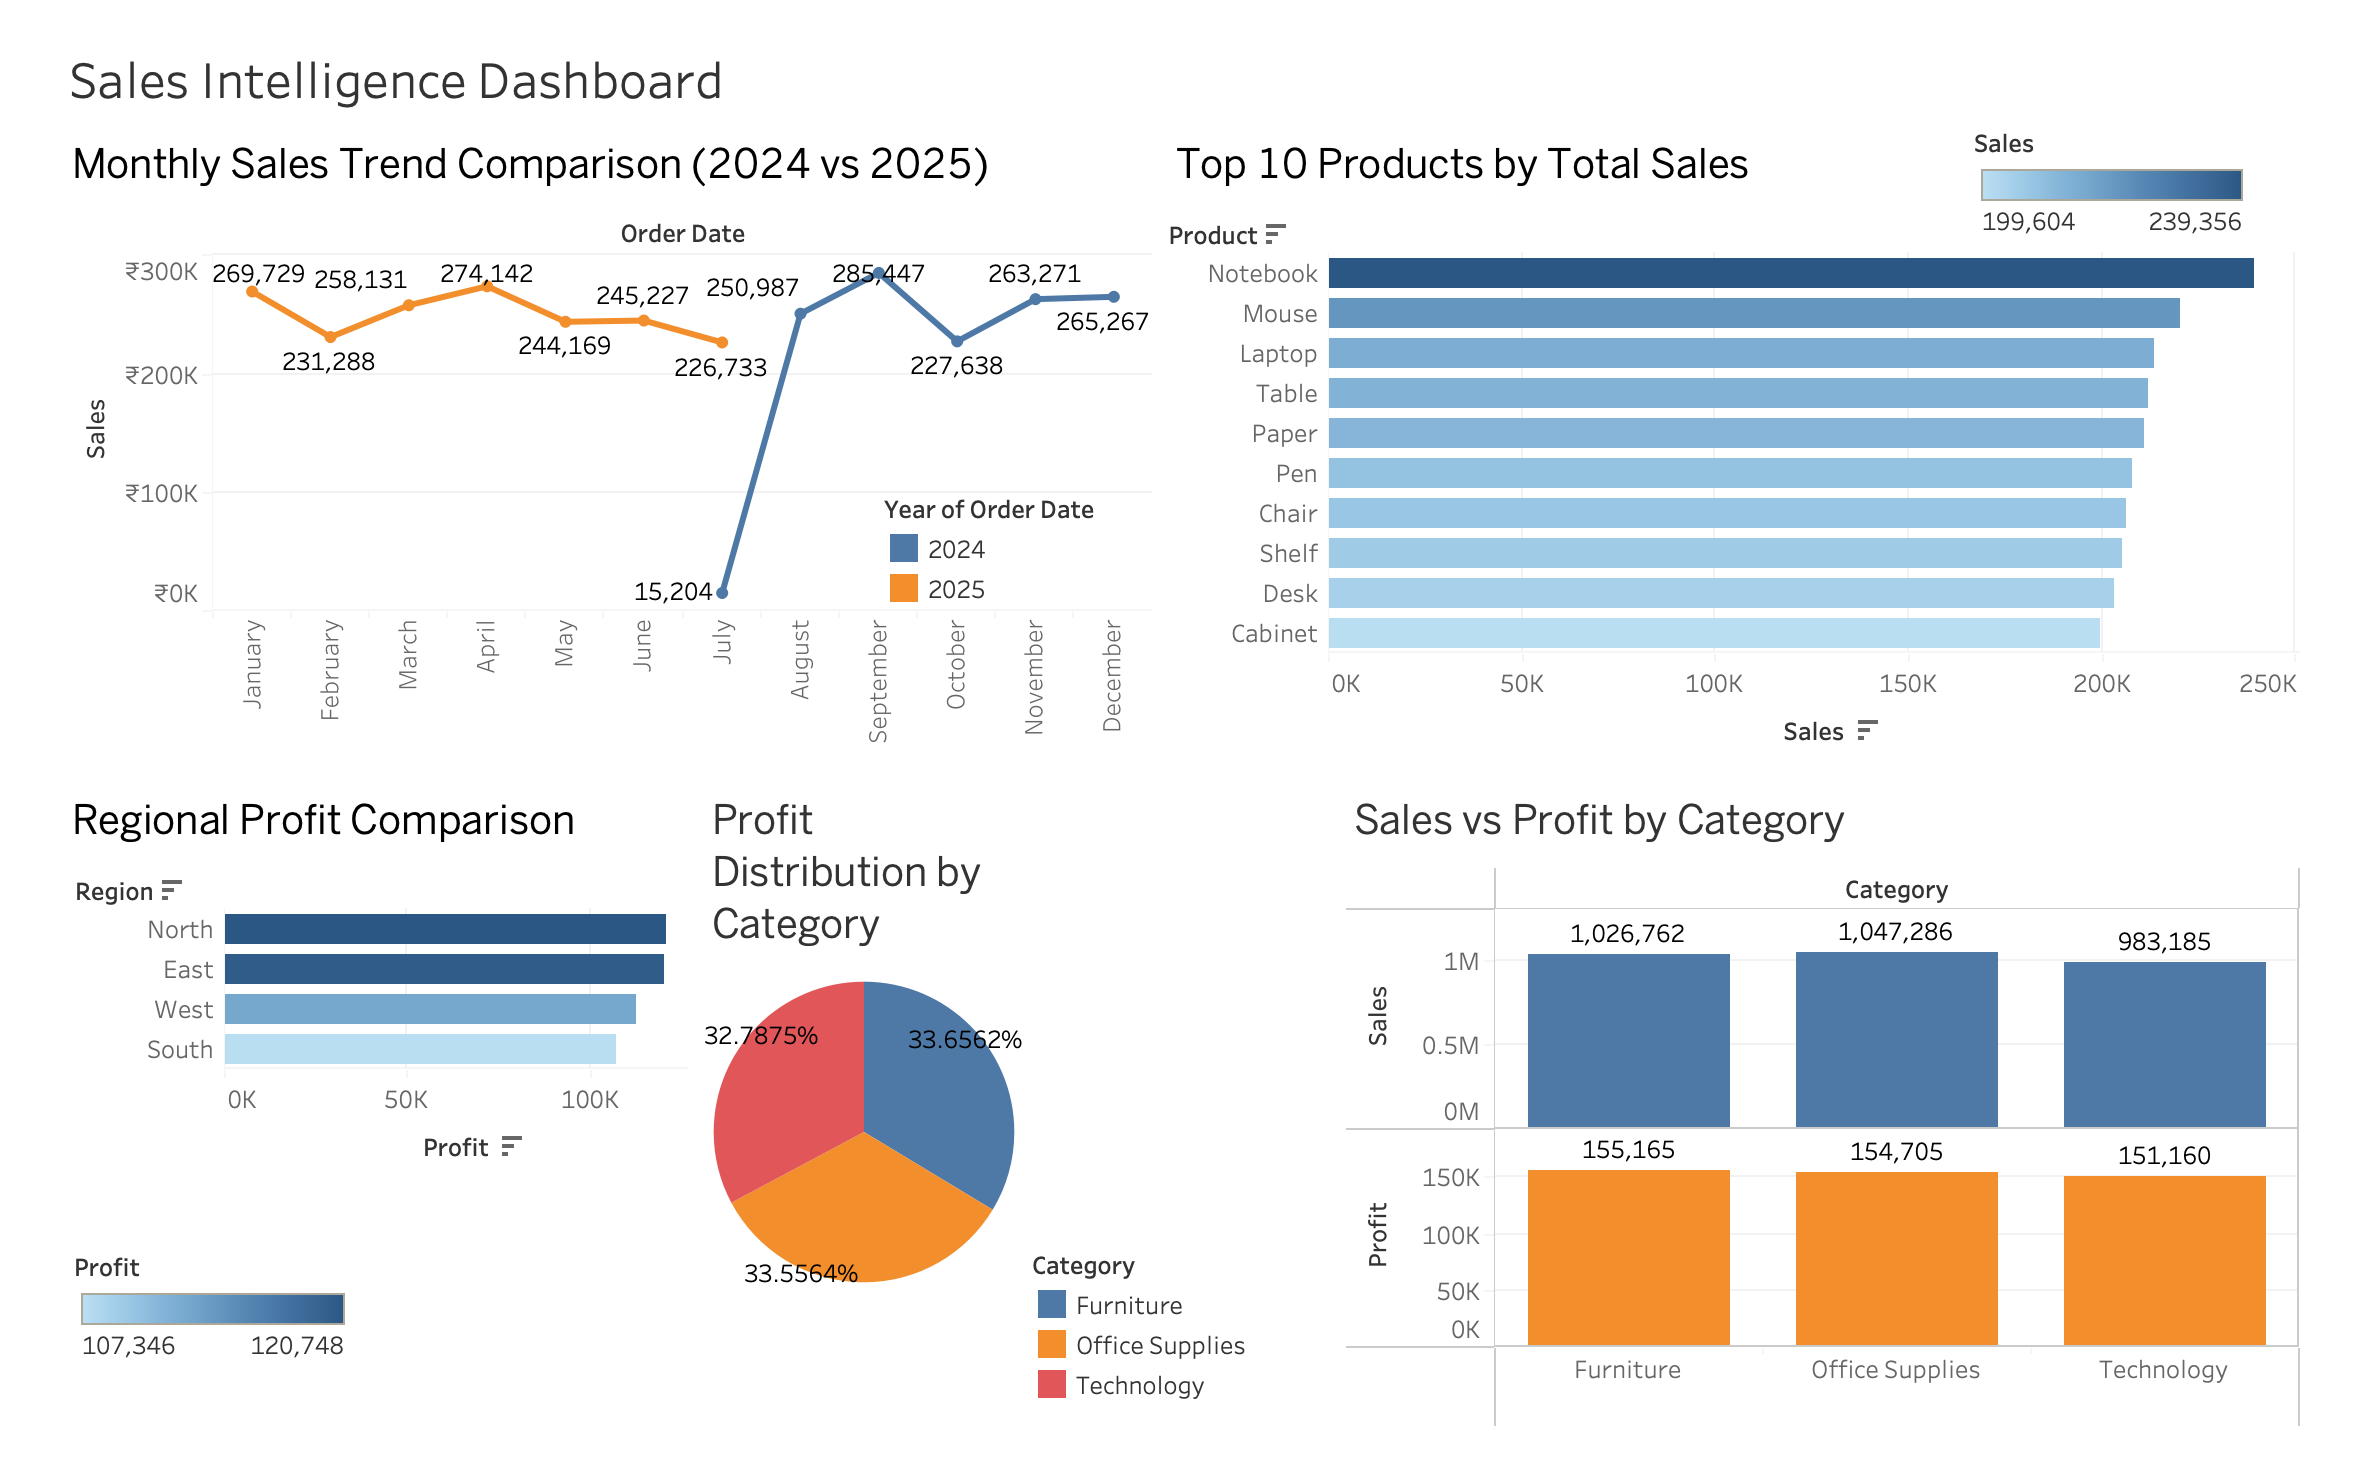 Sales Intelligence Dashboard
Monthly Sales Trend Comparison (2024 vs 2025)
Order Date
₹300K
₹200K
₹100K
₹0K
Sales
269,729
231,288
258,131
274,142
244,169
245,227
226,733
15,204
250,987
285,447
227,638
263,271
265,267
Year of Order Date
2024
2025
January
February
March
April
May
June
July
August
September
October
November
December
Top 10 Products by Total Sales
Sales
199,604 239,356
Product
Notebook
Mouse
Laptop
Table
Paper
Pen
Chair
Shelf
Desk
Cabinet
0K 50K 100K 150K 200K 250K
Sales
Regional Profit Comparison
Region
North
East
West
South
0K 50K 100K
Profit
Profit
107,346 120,748
Profit
Distribution by
Category
32.7875%
33.6562%
33.5564%
Category
Furniture
Office Supplies
Technology
Sales vs Profit by Category
Category
Sales
1M
0.5M
0M
1,026,762 1,047,286 983,185
Profit
150K
100K
50K
0K
155,165 154,705 151,160
Furniture Office Supplies Technology